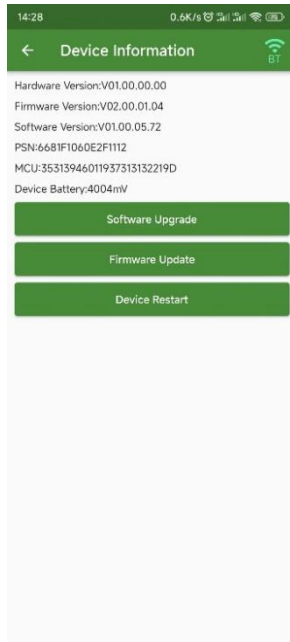 14:28
0.6K/s
Device Information
BT
Hardware Version:V01.00.00.00
Firmware Version:V02.00.01.04
Software Version:V01.00.05.72
PSN:6681F1060E2F1112
MCU:35313946011937313132219D
Device Battery:4004mV
Software Upgrade
Firmware Update
Device Restart